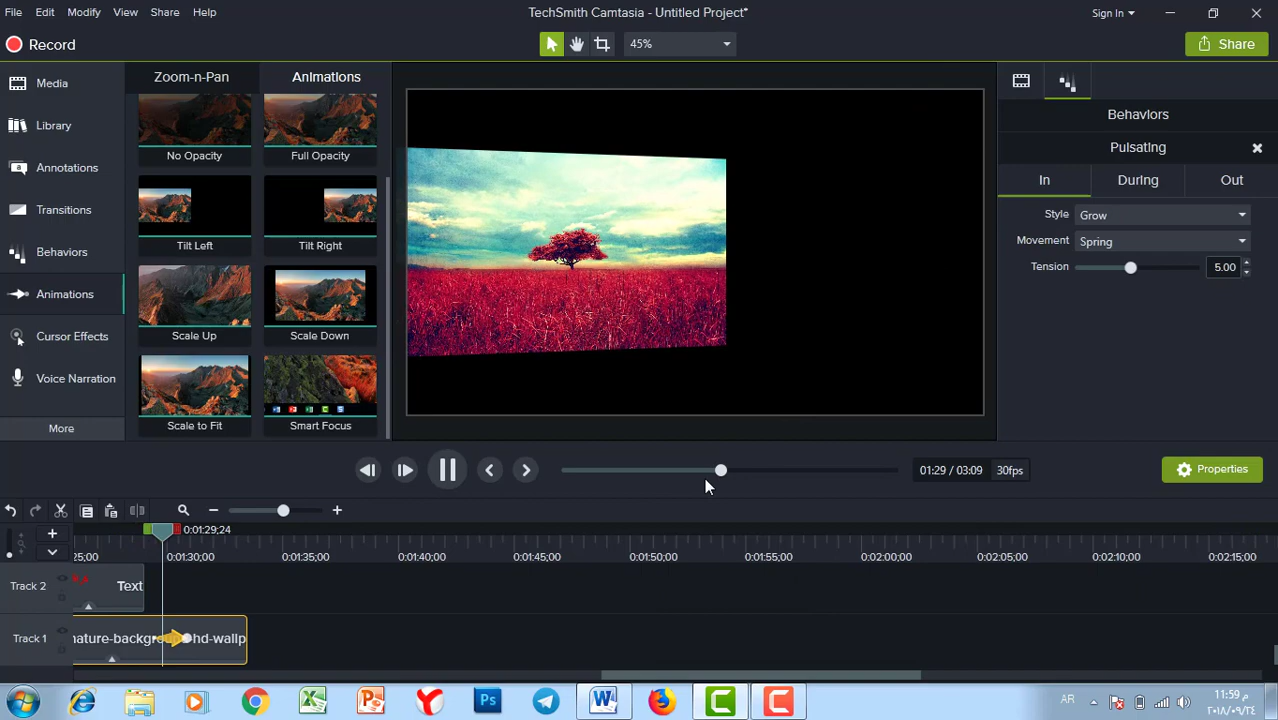 File Edit Modify View Share Help TechSmith Camtasia - Untitled Project* Sign In
Record 45% Share
Media
Library
Annotations
Transitions
Behaviors
Animations
Cursor Effects
Voice Narration
More
Zoom-n-Pan Animations
No Opacity Full Opacity
Tilt Left Tilt Right
Scale Up Scale Down
Scale to Fit Smart Focus
Behaviors
Pulsating
In During Out
Style Grow
Movement Spring
Tension 5.00
01:29 / 03:09 30fps Properties
0:01:29;24
25;00 0:01:30;00 0:01:35;00 0:01:40;00 0:01:45;00 0:01:50;00 0:01:55;00 0:02:00;00 0:02:05;00 0:02:10;00 0:02:15;00
Track 2 Text
Track 1 nature-background-hd-wallp
Ps W AR
11:59 م
٢٠١٨/٠٩/٢٤